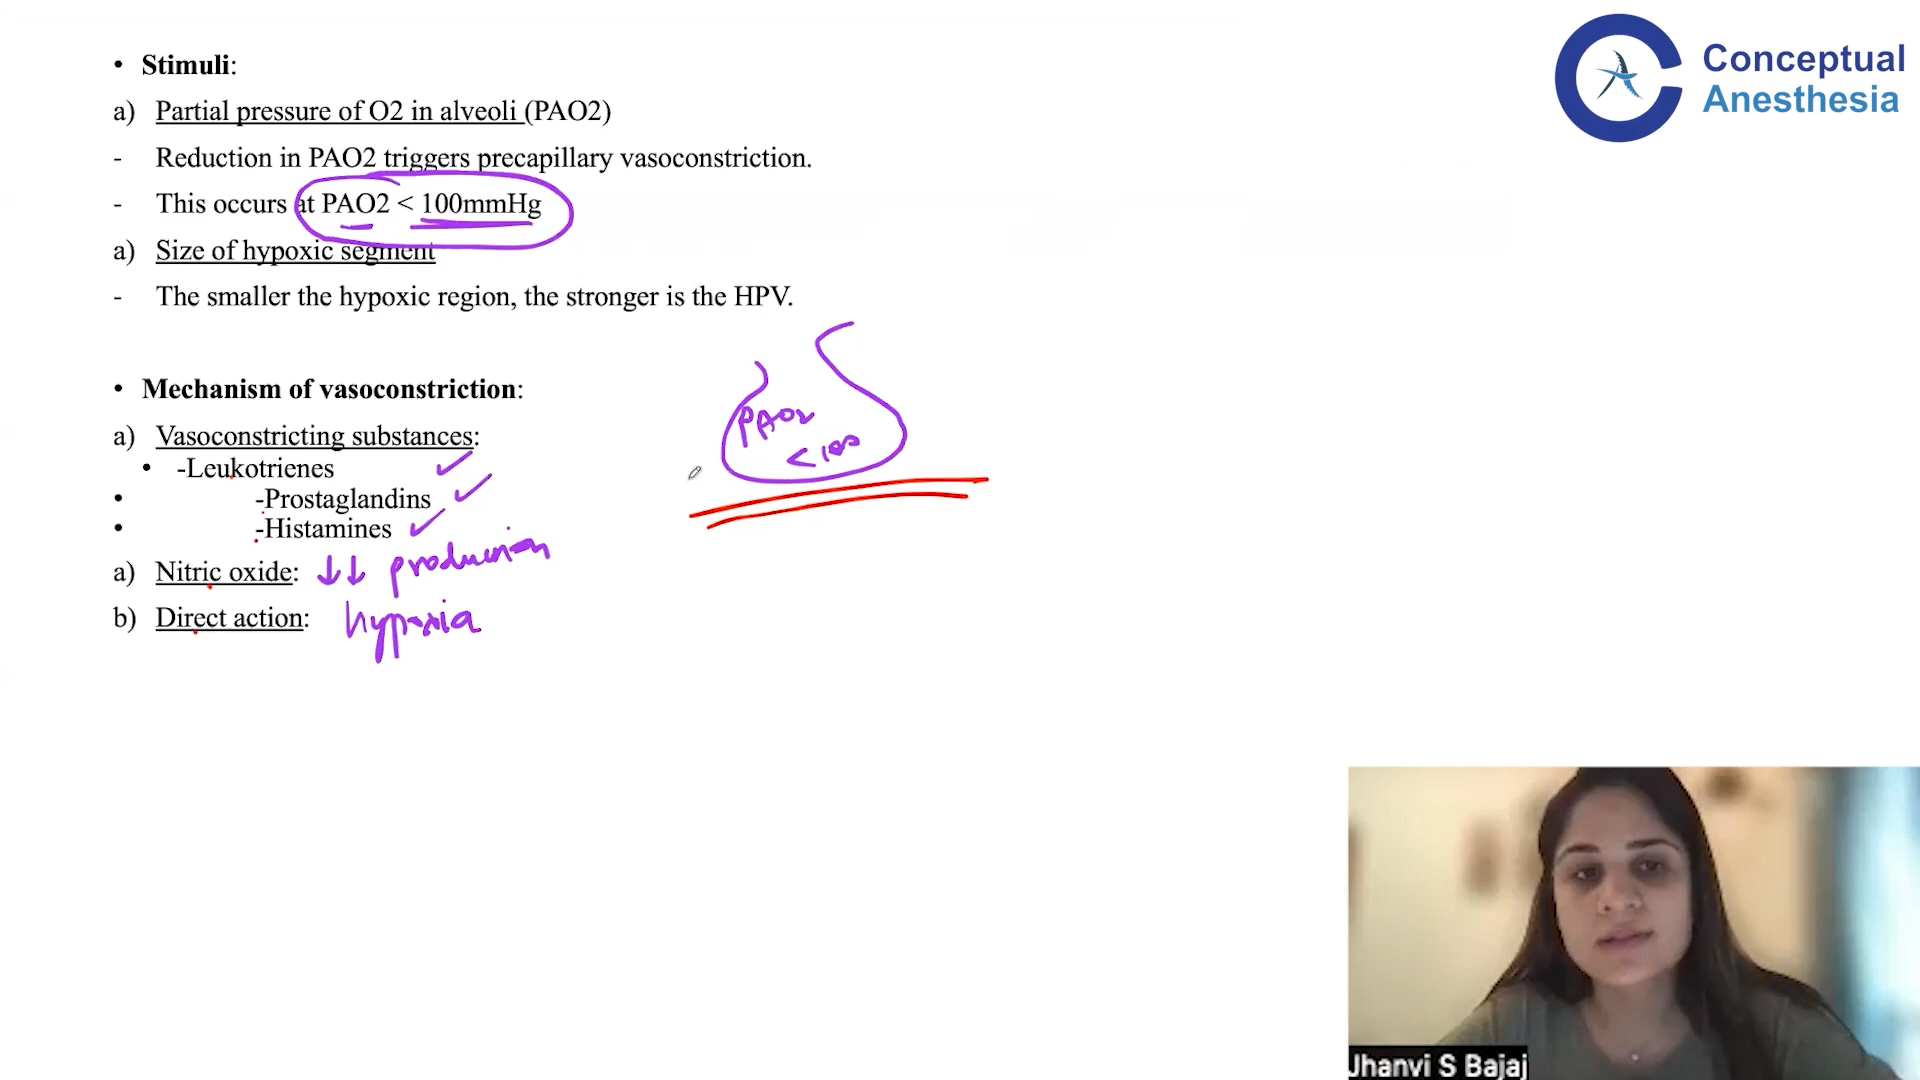 • Stimuli:
a) Partial pressure of O2 in alveoli (PAO2)
- Reduction in PAO2 triggers precapillary vasoconstriction.
- This occurs at PAO2 < 100mmHg
a) Size of hypoxic segment
- The smaller the hypoxic region, the stronger is the HPV.
• Mechanism of vasoconstriction:
a) Vasoconstricting substances:
• -Leukotrienes
• -Prostaglandins
• -Histamines
a) Nitric oxide: ↓↓ production
b) Direct action: hypoxia
PAO2
<100
Conceptual
Anesthesia
Jhanvi S Bajaj